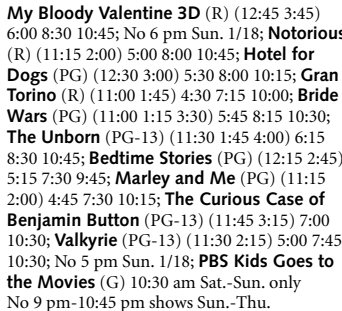 My Bloody Valentine 3D (R) (12:45 3:45)
6:00 8:30 10:45; No 6 pm Sun. 1/18; Notorious
(R) (11:15 2:00) 5:00 8:00 10:45; Hotel for
Dogs (PG) (12:30 3:00) 5:30 8:00 10:15; Gran
Torino (R) (11:00 1:45) 4:30 7:15 10:00; Bride
Wars (PG) (11:00 1:15 3:30) 5:45 8:15 10:30;
The Unborn (PG-13) (11:30 1:45 4:00) 6:15
8:30 10:45; Bedtime Stories (PG) (12:15 2:45)
5:15 7:30 9:45; Marley and Me (PG) (11:15
2:00) 4:45 7:30 10:15; The Curious Case of
Benjamin Button (PG-13) (11:45 3:15) 7:00
10:30; Valkyrie (PG-13) (11:30 2:15) 5:00 7:45
10:30; No 5 pm Sun. 1/18; PBS Kids Goes to
the Movies (G) 10:30 am Sat.-Sun. only
No 9 pm-10:45 pm shows Sun.-Thu.